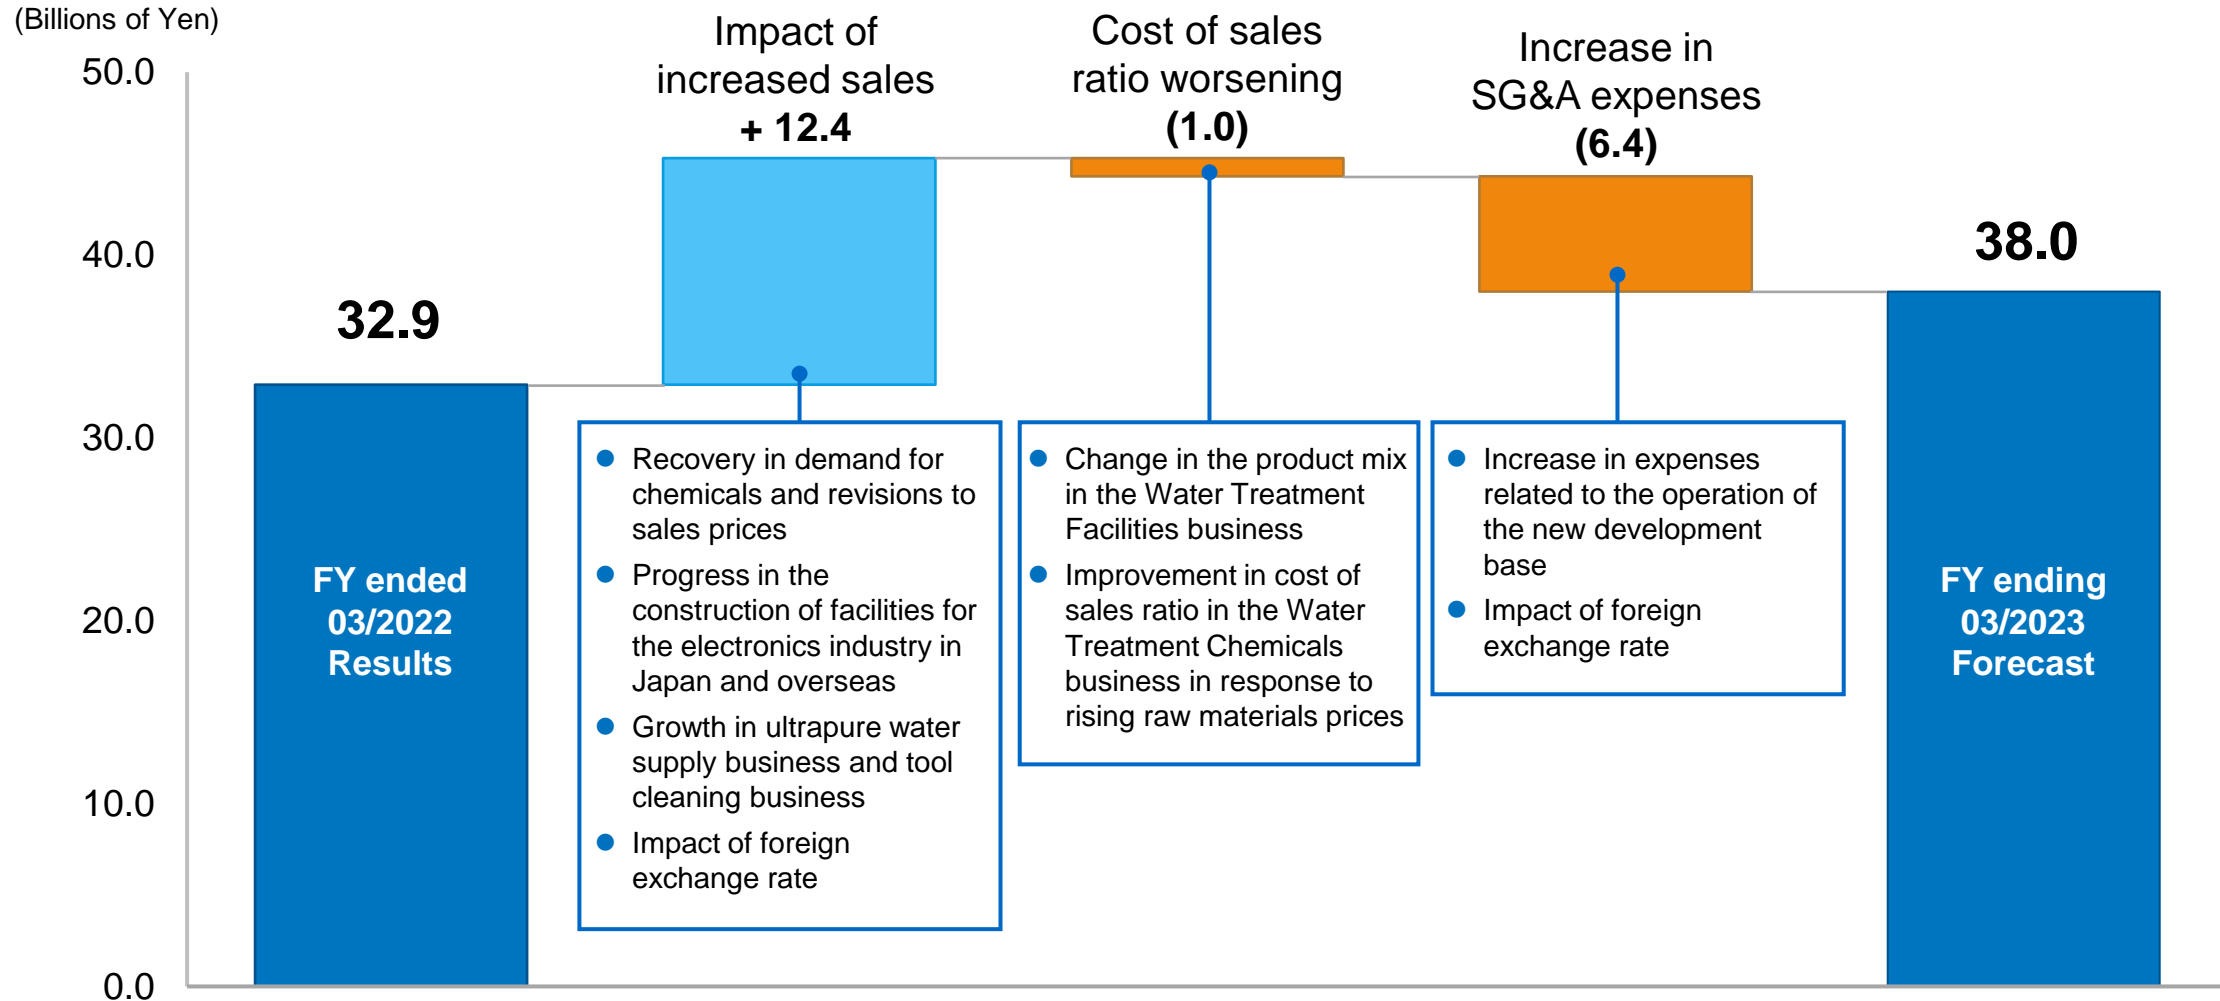 (Billions of Yen)
50.0
40.0
30.0
20.0
10.0
0.0
32.9
FY ended
03/2022
Results
Impact of
increased sales
+ 12.4
● Recovery in demand for
chemicals and revisions to
sales prices
● Progress in the
construction of facilities for
the electronics industry in
Japan and overseas
● Growth in ultrapure water
supply business and tool
cleaning business
● Impact of foreign
exchange rate
Cost of sales
ratio worsening
(1.0)
● Change in the product mix
in the Water Treatment
Facilities business
● Improvement in cost of
sales ratio in the Water
Treatment Chemicals
business in response to
rising raw materials prices
Increase in
SG&A expenses
(6.4)
● Increase in expenses
related to the operation of
the new development
base
● Impact of foreign
exchange rate
38.0
FY ending
03/2023
Forecast